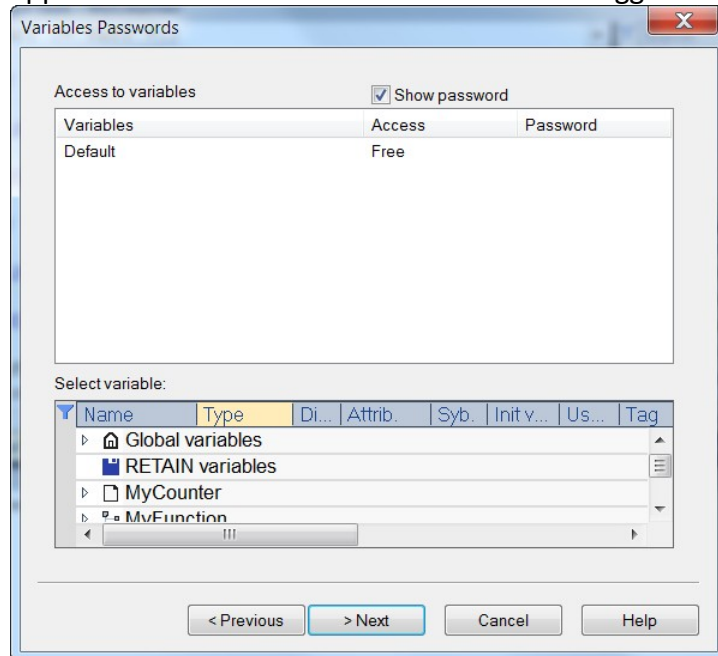 Variables Passwords
Access to variables
Show password
Variables Access Password
Default Free
Select variable:
Name Type Di... Attrib. Syb. Init v... Us... Tag
Global variables
RETAIN variables
MyCounter
MyFunction
< Previous > Next Cancel Help